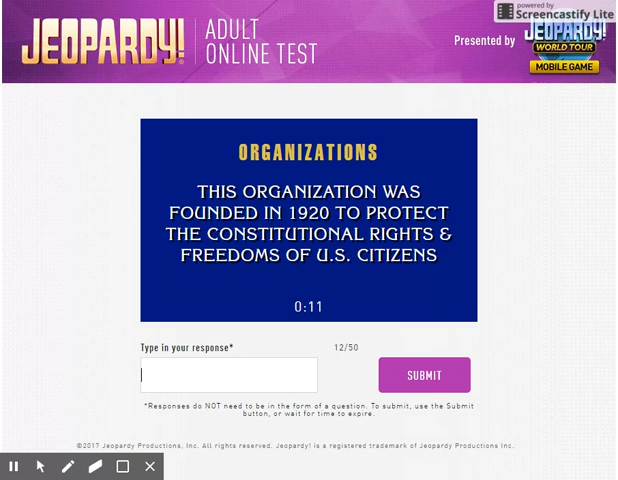 powered by
Screencastify Lite
JEOPARDY!
ADULT
ONLINE TEST
Presented by
JEOPARDY!
WORLD TOUR
MOBILE GAME
ORGANIZATIONS
THIS ORGANIZATION WAS
FOUNDED IN 1920 TO PROTECT
THE CONSTITUTIONAL RIGHTS &
FREEDOMS OF U.S. CITIZENS
0:11
Type in your response*
12/50
SUBMIT
*Responses do NOT need to be in the form of a question. To submit, use the Submit
button, or wait for time to expire.
©2017 Jeopardy Productions, Inc. All rights reserved. Jeopardy! is a registered trademark of Jeopardy Productions Inc.